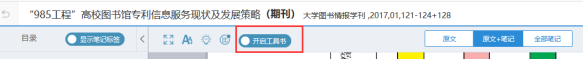 “985工程”高校图书馆专利信息服务现状及发展策略（期刊） 大学图书情报学刊 ,2017,01,121-124+128
目录 显示笔记标签 开启工具书 原文 原文+笔记 全部笔记